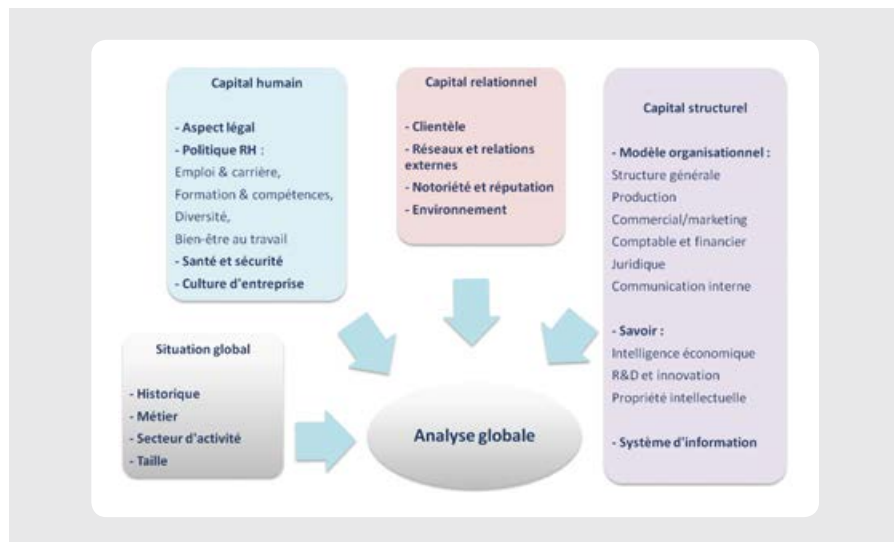 Capital humain
- Aspect légal
- Politique RH :
Emploi & carrière,
Formation & compétences,
Diversité,
Bien-être au travail
- Santé et sécurité
- Culture d'entreprise
Capital relationnel
- Clientèle
- Réseaux et relations
externes
- Notoriété et réputation
- Environnement
Capital structurel
- Modèle organisationnel :
Structure générale
Production
Commercial/marketing
Comptable et financier
Juridique
Communication interne
- Savoir :
Intelligence économique
R&D et innovation
Propriété intellectuelle
- Système d'information
Situation global
- Historique
- Métier
- Secteur d'activité
- Taille
Analyse globale